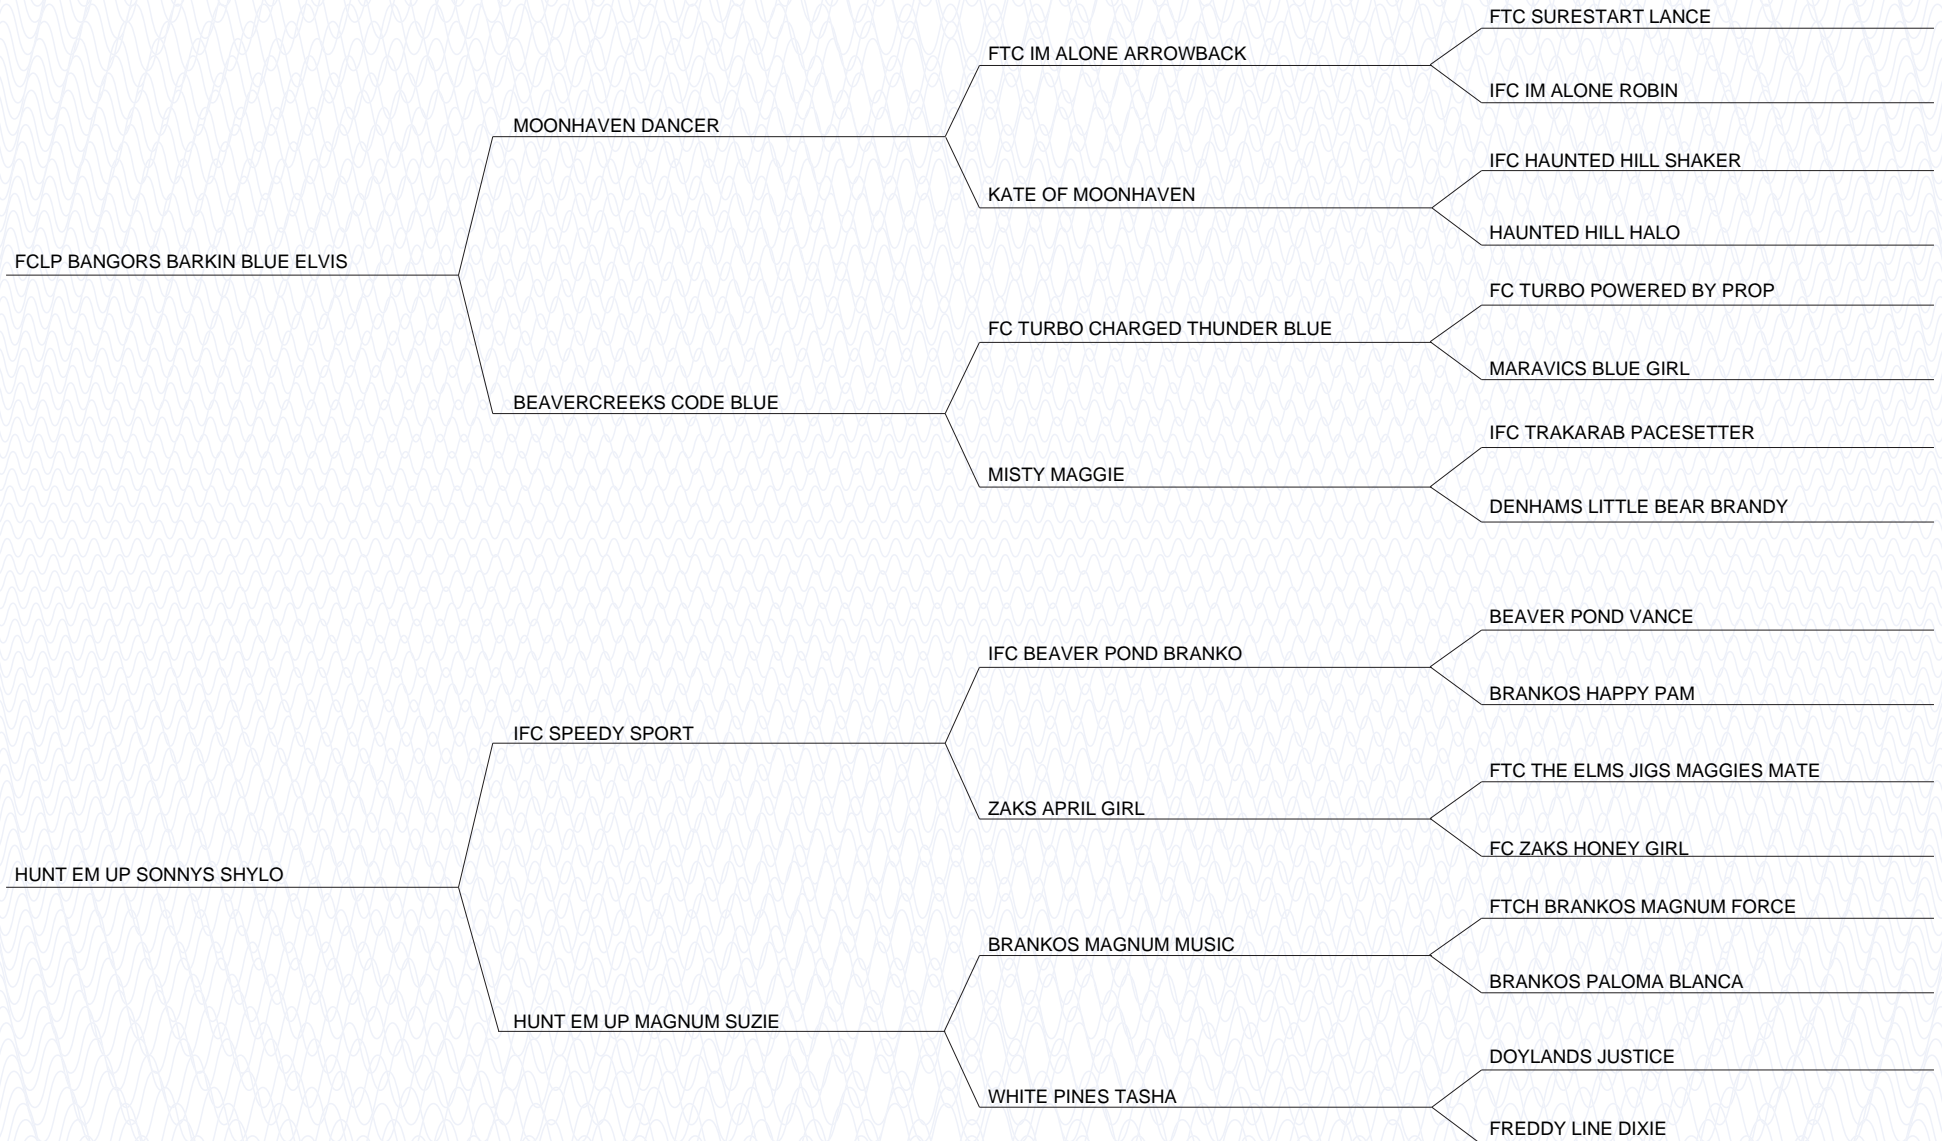 FTC SURESTART LANCE
FTC IM ALONE ARROWBACK
IFC IM ALONE ROBIN
MOONHAVEN DANCER
IFC HAUNTED HILL SHAKER
KATE OF MOONHAVEN
HAUNTED HILL HALO
FCLP BANGORS BARKIN BLUE ELVIS
FC TURBO POWERED BY PROP
FC TURBO CHARGED THUNDER BLUE
MARAVICS BLUE GIRL
BEAVERCREEKS CODE BLUE
IFC TRAKARAB PACESETTER
MISTY MAGGIE
DENHAMS LITTLE BEAR BRANDY
BEAVER POND VANCE
IFC BEAVER POND BRANKO
BRANKOS HAPPY PAM
IFC SPEEDY SPORT
FTC THE ELMS JIGS MAGGIES MATE
ZAKS APRIL GIRL
FC ZAKS HONEY GIRL
HUNT EM UP SONNYS SHYLO
FTCH BRANKOS MAGNUM FORCE
BRANKOS MAGNUM MUSIC
BRANKOS PALOMA BLANCA
HUNT EM UP MAGNUM SUZIE
DOYLANDS JUSTICE
WHITE PINES TASHA
FREDDY LINE DIXIE